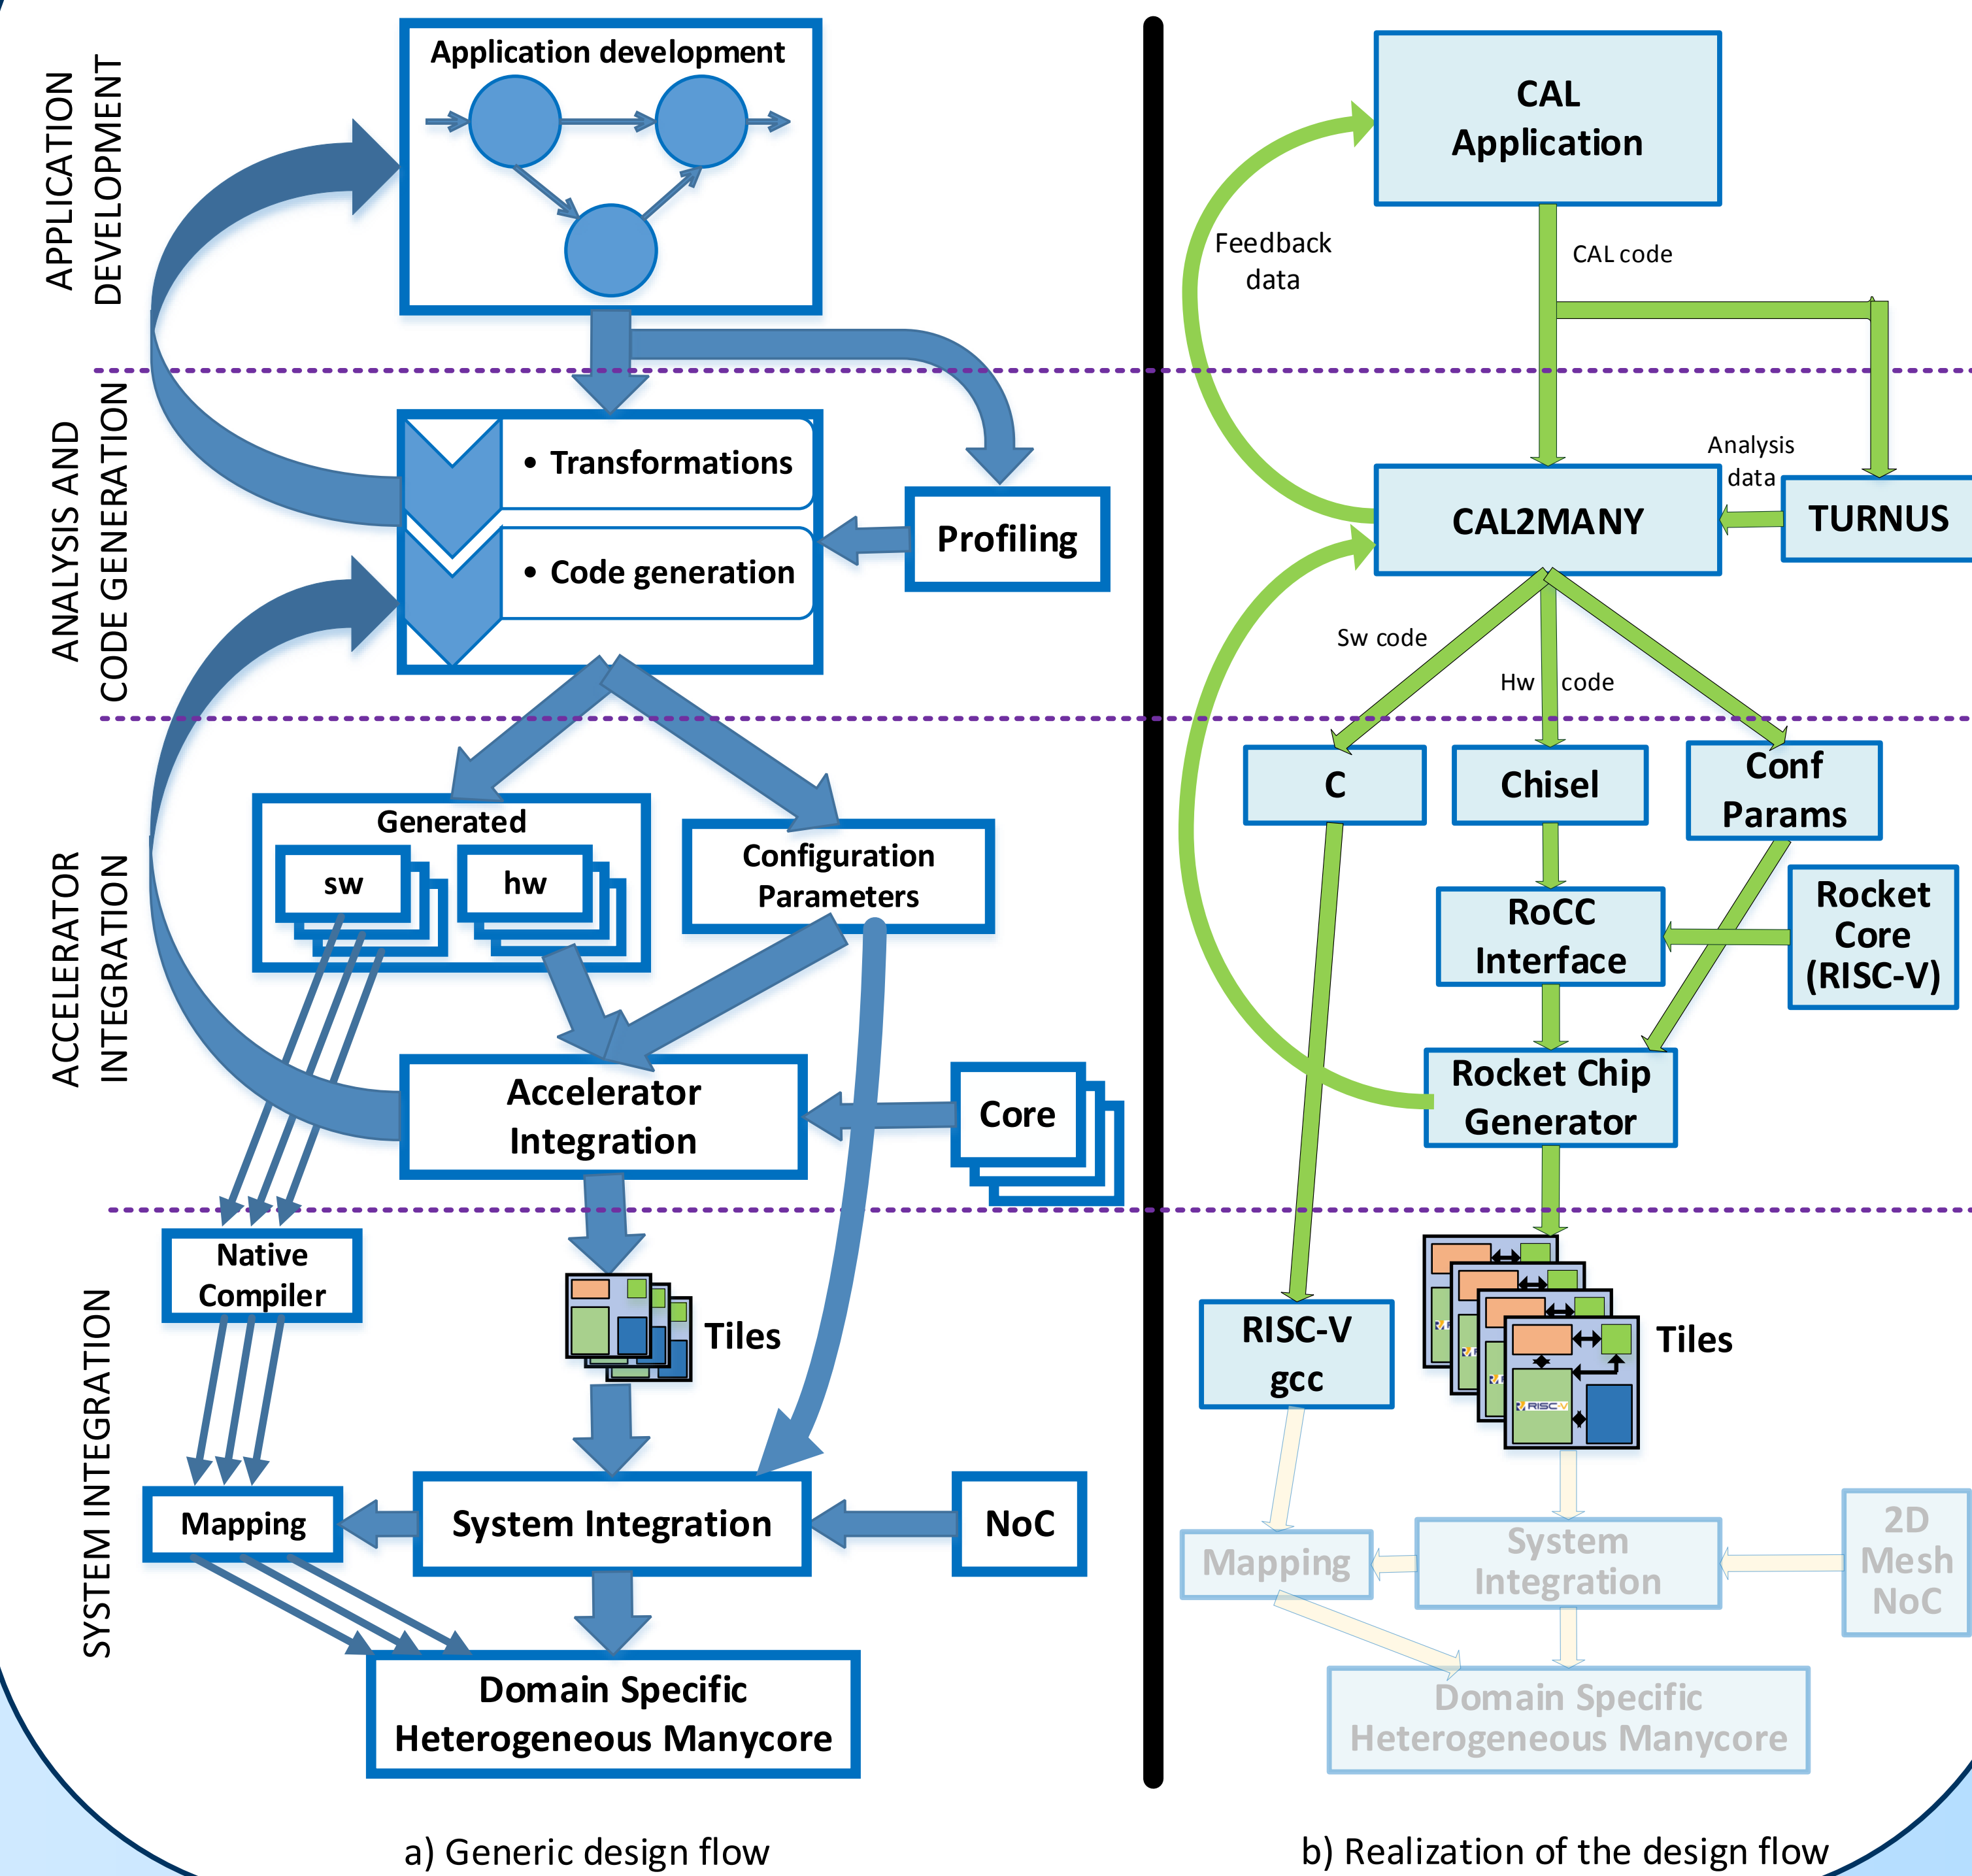 APPLICATION
DEVELOPMENT
ANALYSIS AND
CODE GENERATION
ACCELERATOR
INTEGRATION
SYSTEM INTEGRATION
Application development
• Transformations
• Code generation
Profiling
Generated
sw
hw
Configuration
Parameters
Accelerator
Integration
Core
Native
Compiler
Tiles
Mapping
System Integration
NoC
Domain Specific
Heterogeneous Manycore
a) Generic design flow
CAL
Application
Feedback
data
CAL code
Analysis
data
CAL2MANY
TURNUS
Sw code
Hw code
C
Chisel
Conf
Params
RoCC
Interface
Rocket
Core
(RISC-V)
Rocket Chip
Generator
RISC-V
gcc
RISC-V
Tiles
Mapping
System
Integration
2D
Mesh
NoC
Domain Specific
Heterogeneous Manycore
b) Realization of the design flow